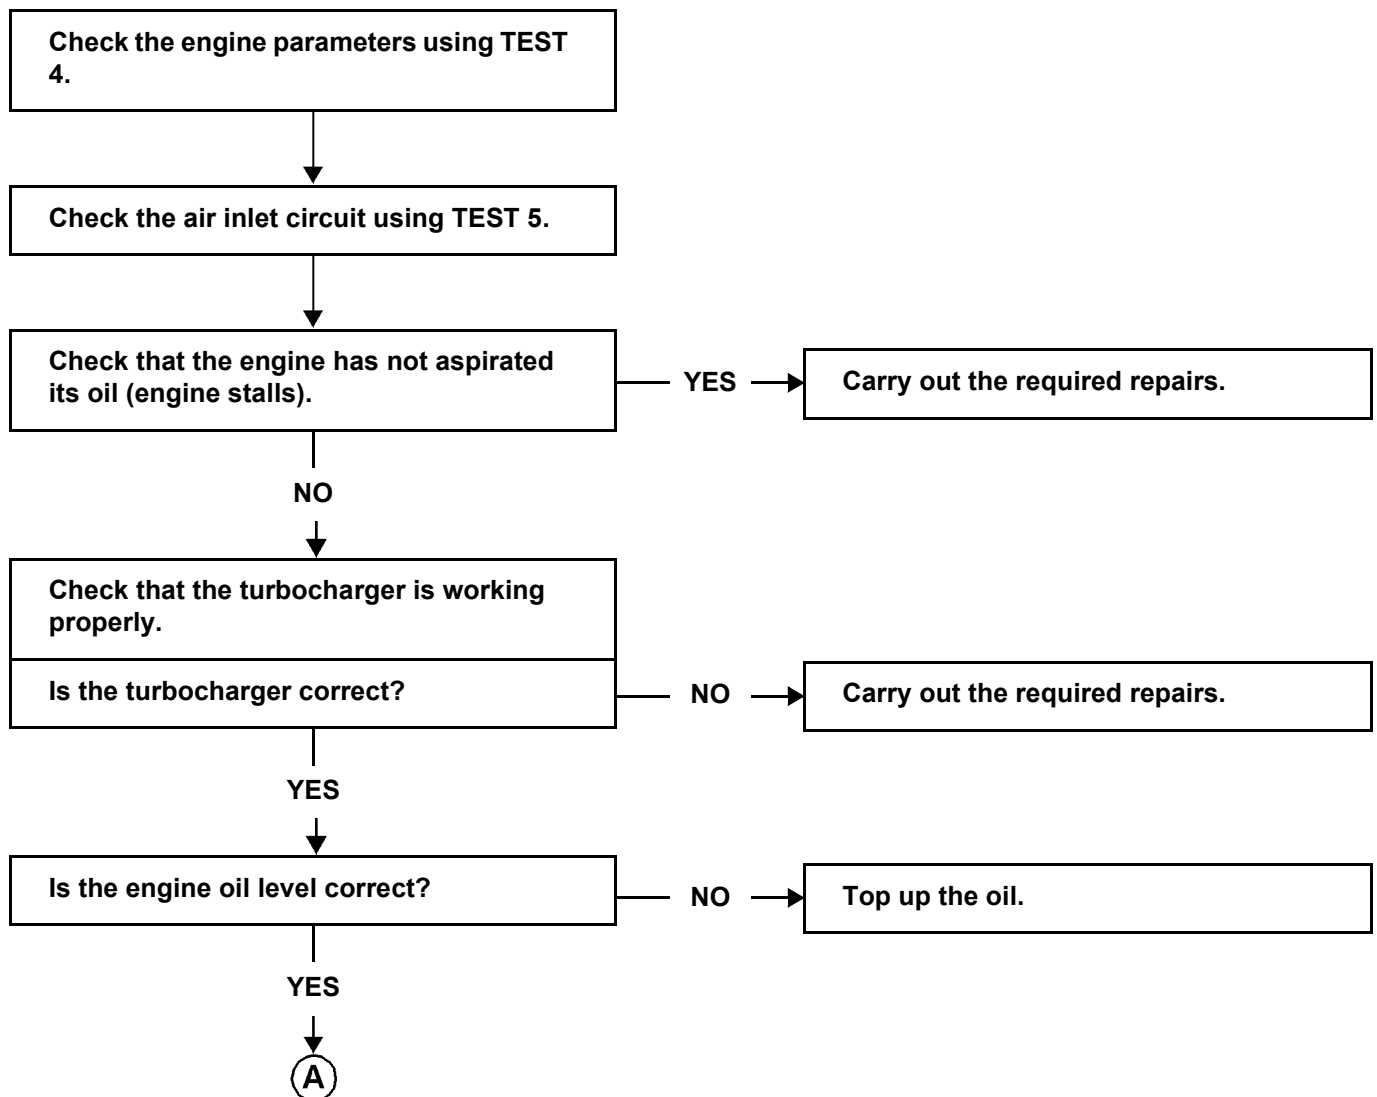 Check the engine parameters using TEST
4.
Check the air inlet circuit using TEST 5.
Check that the engine has not aspirated
its oil (engine stalls).
YES
Carry out the required repairs.
NO
Check that the turbocharger is working
properly.
Is the turbocharger correct?
NO
Carry out the required repairs.
YES
Is the engine oil level correct?
NO
Top up the oil.
YES
A